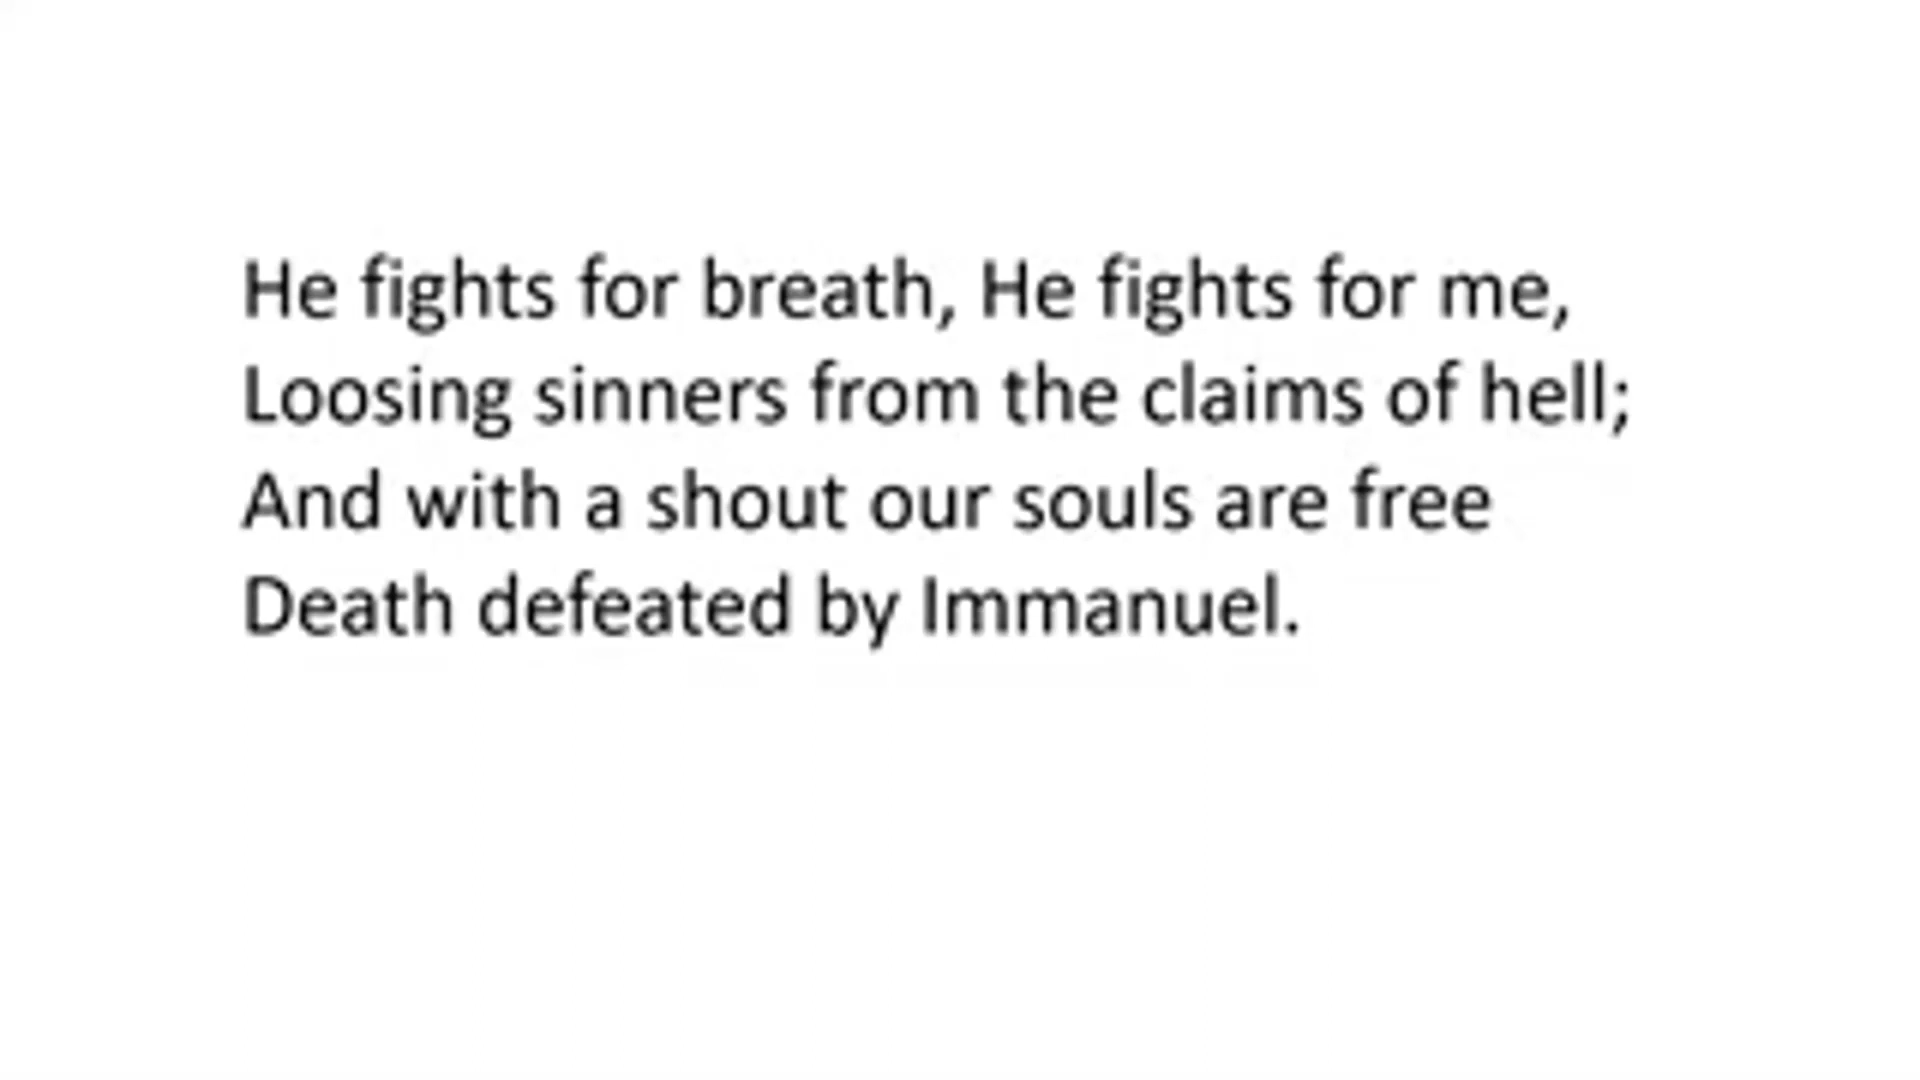 He fights for breath, He fights for me,
Loosing sinners from the claims of hell;
And with a shout our souls are free
Death defeated by Immanuel.